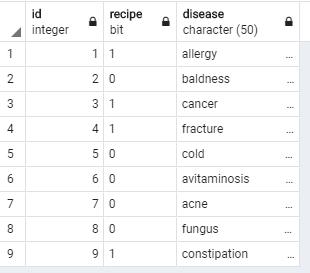 id recipe disease
integer bit character (50)
1 1 1 allergy ...
2 2 0 baldness ...
3 3 1 cancer ...
4 4 1 fracture ...
5 5 0 cold ...
6 6 0 avitaminosis ...
7 7 0 acne ...
8 8 0 fungus ...
9 9 1 constipation ...